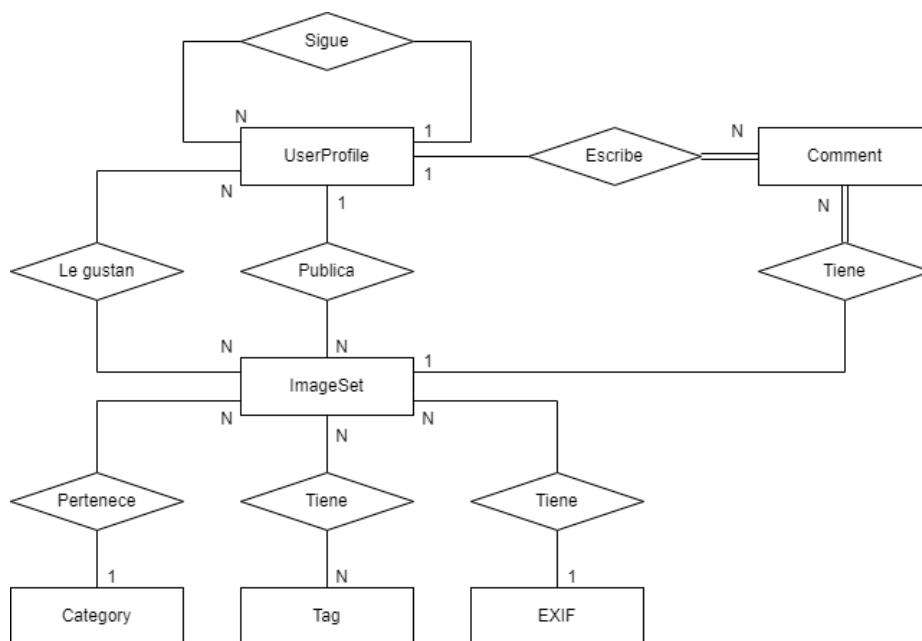 Sigue
N
1
UserProfile
N
1
1
Escribe
N
Comment
N
Le gustan
Publica
Tiene
N
N
1
ImageSet
N
N
N
Pertenece
Tiene
Tiene
1
N
1
Category
Tag
EXIF